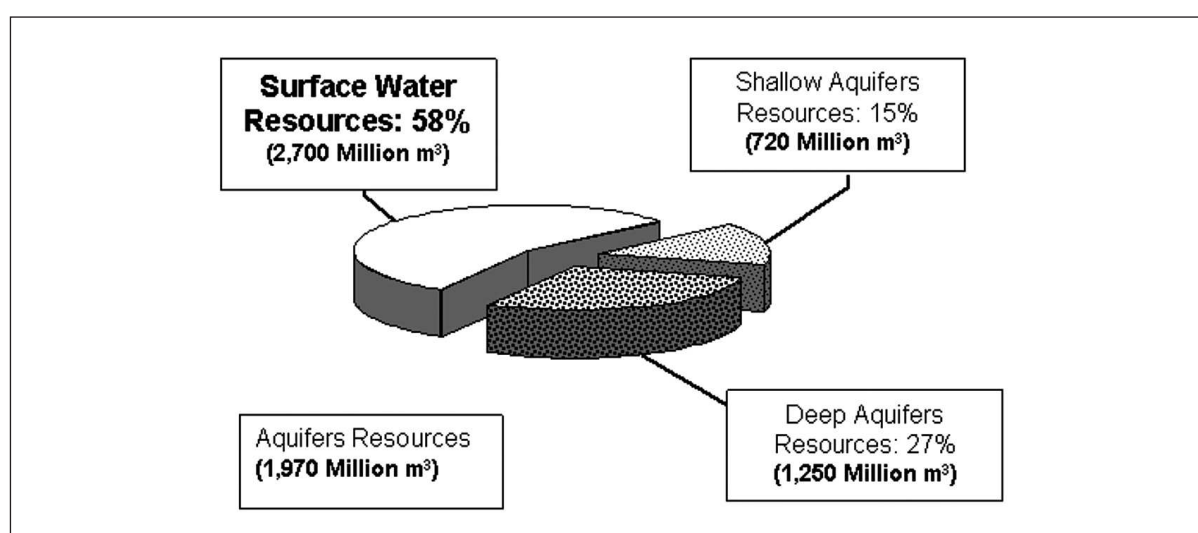 Surface Water
Resources: 58%
(2,700 Million m³)
Shallow Aquifers
Resources: 15%
(720 Million m³)
Aquifers Resources
(1,970 Million m³)
Deep Aquifers
Resources: 27%
(1,250 Million m³)